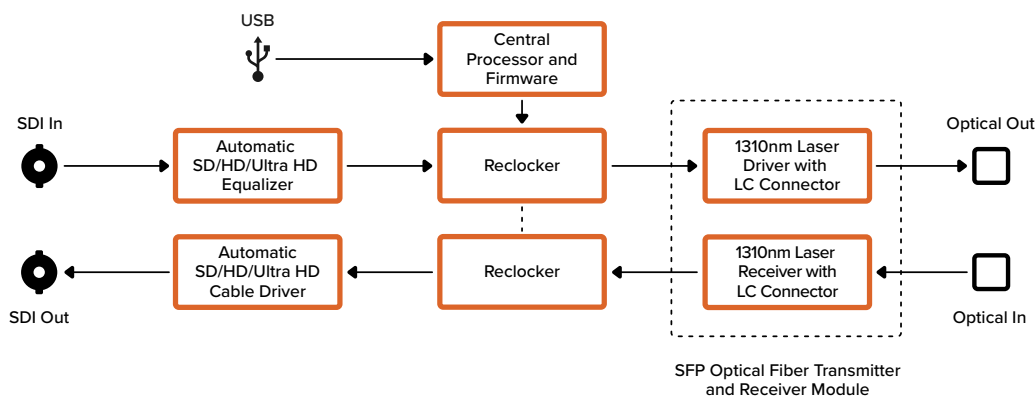 USB
Central
Processor and
Firmware
SDI In
Automatic
SD/HD/Ultra HD
Equalizer
Reclocker
1310nm Laser
Driver with
LC Connector
Optical Out
Automatic
SD/HD/Ultra HD
Cable Driver
Reclocker
1310nm Laser
Receiver with
LC Connector
SDI Out
Optical In
SFP Optical Fiber Transmitter
and Receiver Module